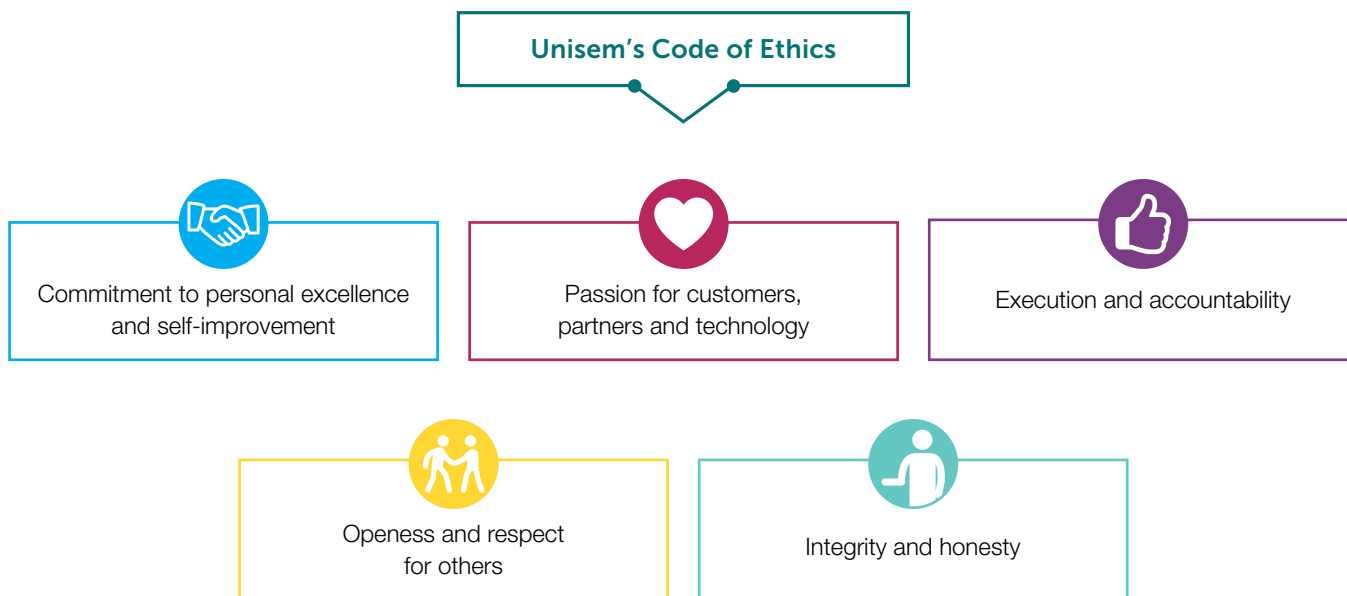 Unisem’s Code of Ethics
Commitment to personal excellence
and self-improvement
Passion for customers,
partners and technology
Execution and accountability
Openess and respect
for others
Integrity and honesty